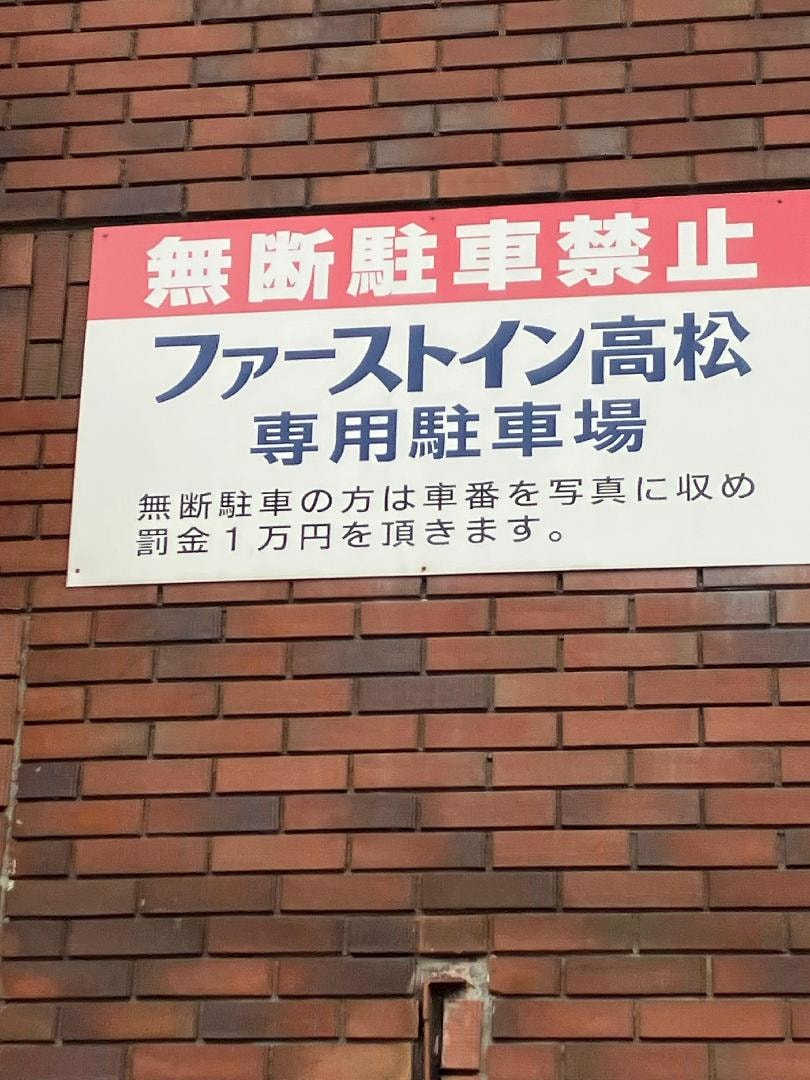 無断駐車禁止
ファーストイン高松
専用駐車場
無断駐車の方は車番を写真に収め
罰金1万円を頂きます。